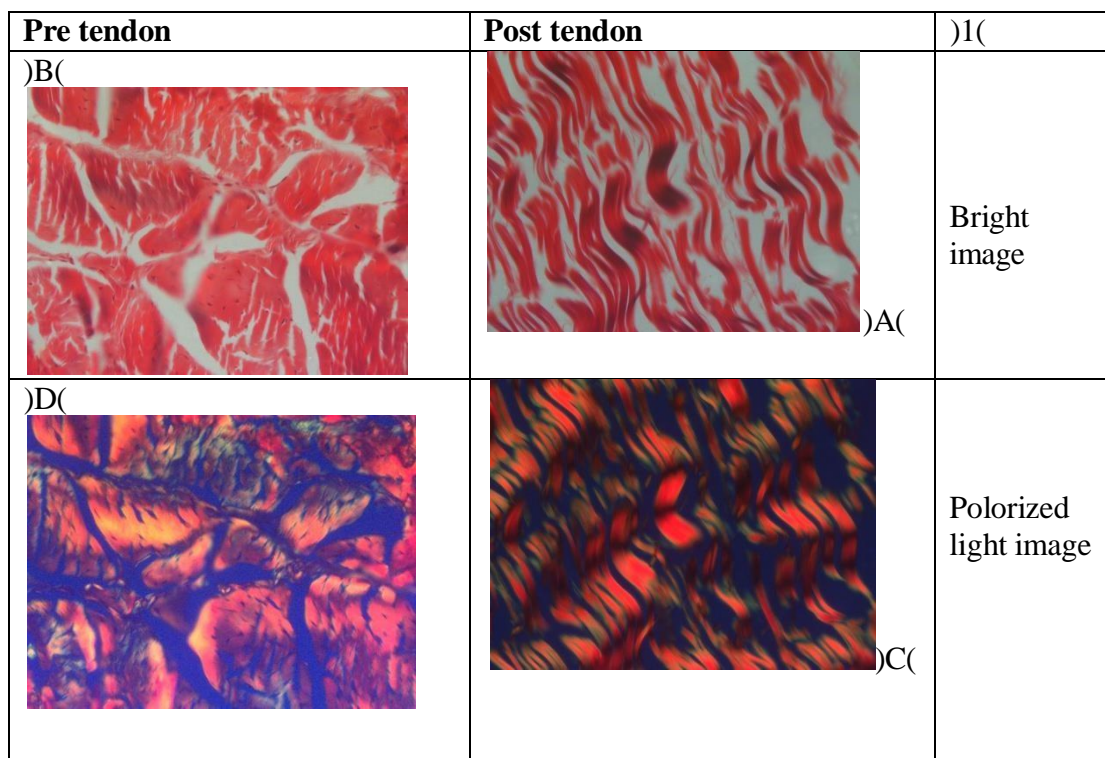 Pre tendon
Post tendon
)1(
)B(
)A(
Bright
image
)D(
)C(
Polorized
light image